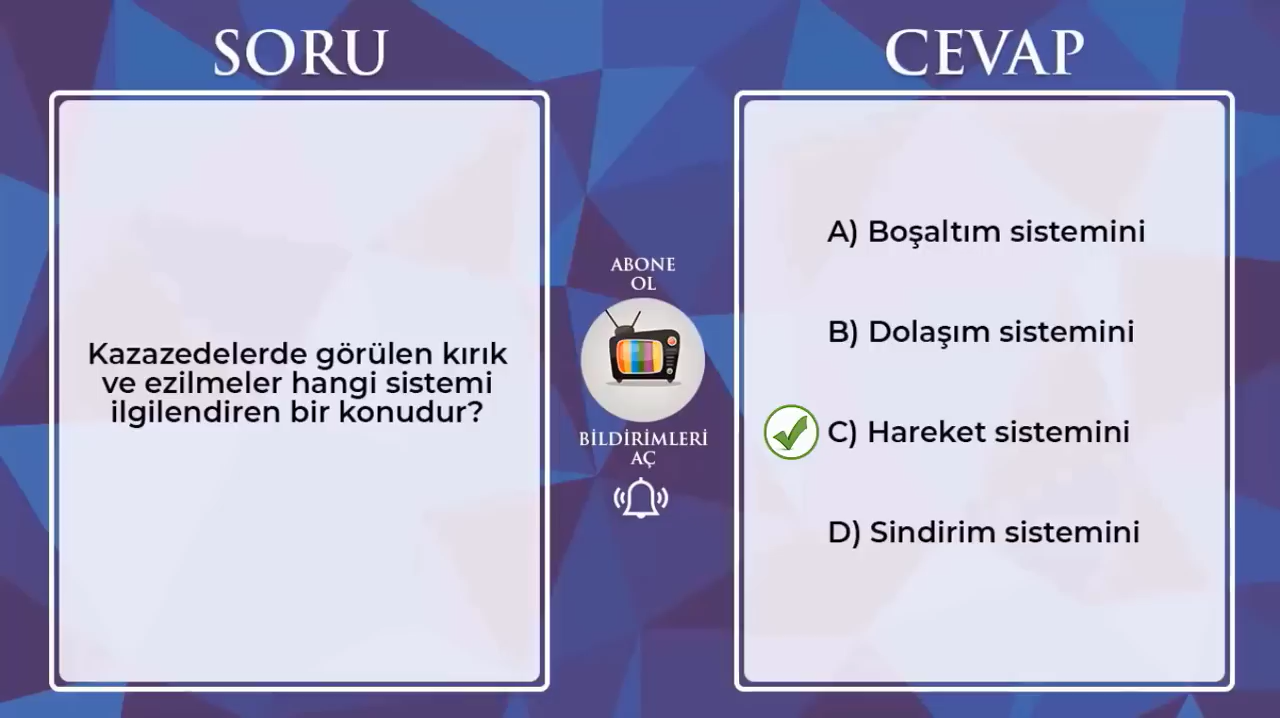 SORU
Kazazedelerde görülen kırık
ve ezilmeler hangi sistemi
ilgilendiren bir konudur?
ABONE
OL
BİLDİRİMLERİ
AÇ
CEVAP
A) Boşaltım sistemini
B) Dolaşım sistemini
C) Hareket sistemini
D) Sindirim sistemini